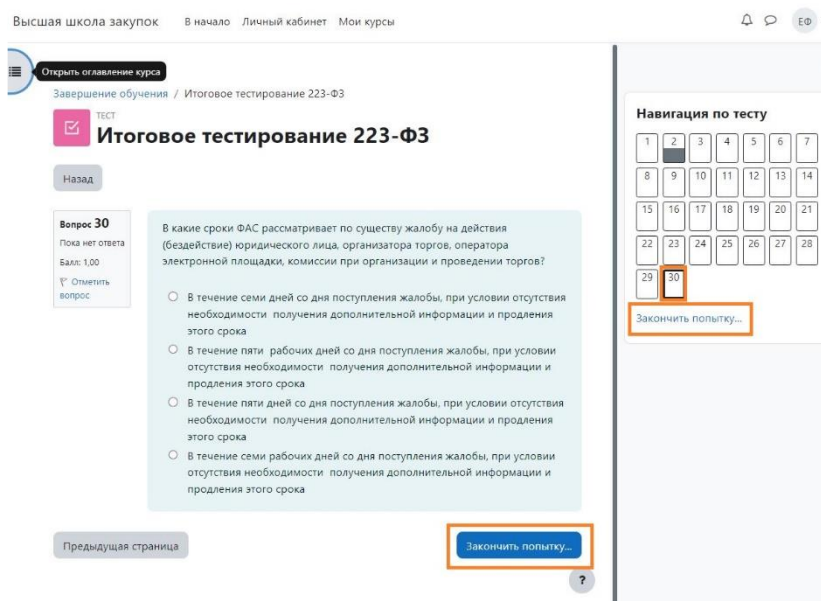 Высшая школа закупок В начало Личный кабинет Мои курсы ЕФ
Открыть оглавление курса
Завершение обучения / Итоговое тестирование 223-ФЗ
ТЕСТ
Итоговое тестирование 223-ФЗ
Назад
Вопрос 30
Пока нет ответа
Балл: 1,00
Отметить
вопрос
В какие сроки ФАС рассматривает по существу жалобу на действия
(бездействие) юридического лица, организатора торгов, оператора
электронной площадки, комиссии при организации и проведении торгов?
В течение семи дней со дня поступления жалобы, при условии отсутствия
необходимости получения дополнительной информации и продления
этого срока
В течение пяти рабочих дней со дня поступления жалобы, при условии
отсутствия необходимости получения дополнительной информации и
продления этого срока
В течение пяти дней со дня поступления жалобы, при условии отсутствия
необходимости получения дополнительной информации и продления
этого срока
В течение семи рабочих дней со дня поступления жалобы, при условии
отсутствия необходимости получения дополнительной информации и
продления этого срока
Предыдущая страница
Закончить попытку...
?
Навигация по тесту
1 2 3 4 5 6 7
8 9 10 11 12 13 14
15 16 17 18 19 20 21
22 23 24 25 26 27 28
29 30
Закончить попытку...